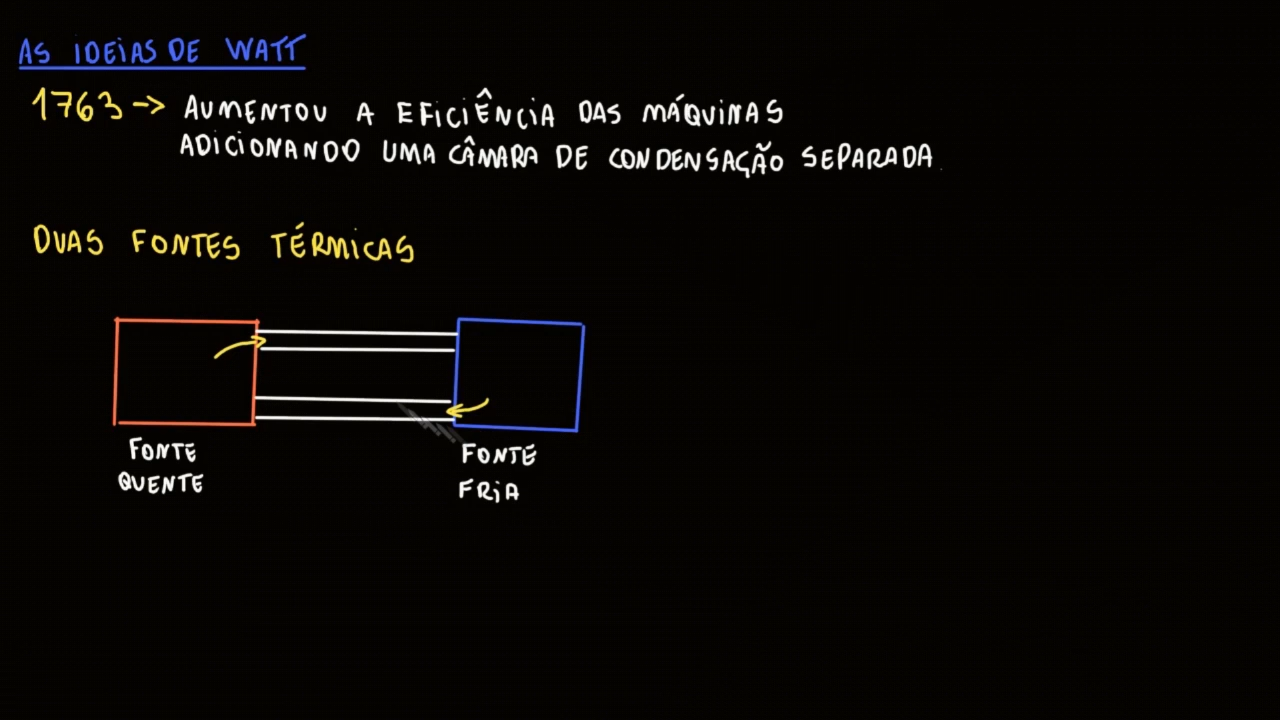 AS IDEIAS DE WATT
1763 → AUMENTOU A EFICIÊNCIA DAS MÁQUINAS
ADICIONANDO UMA CÂMARA DE CONDENSAÇÃO SEPARADA
DUAS FONTES TÉRMICAS
FONTE
QUENTE
FONTE
FRIA